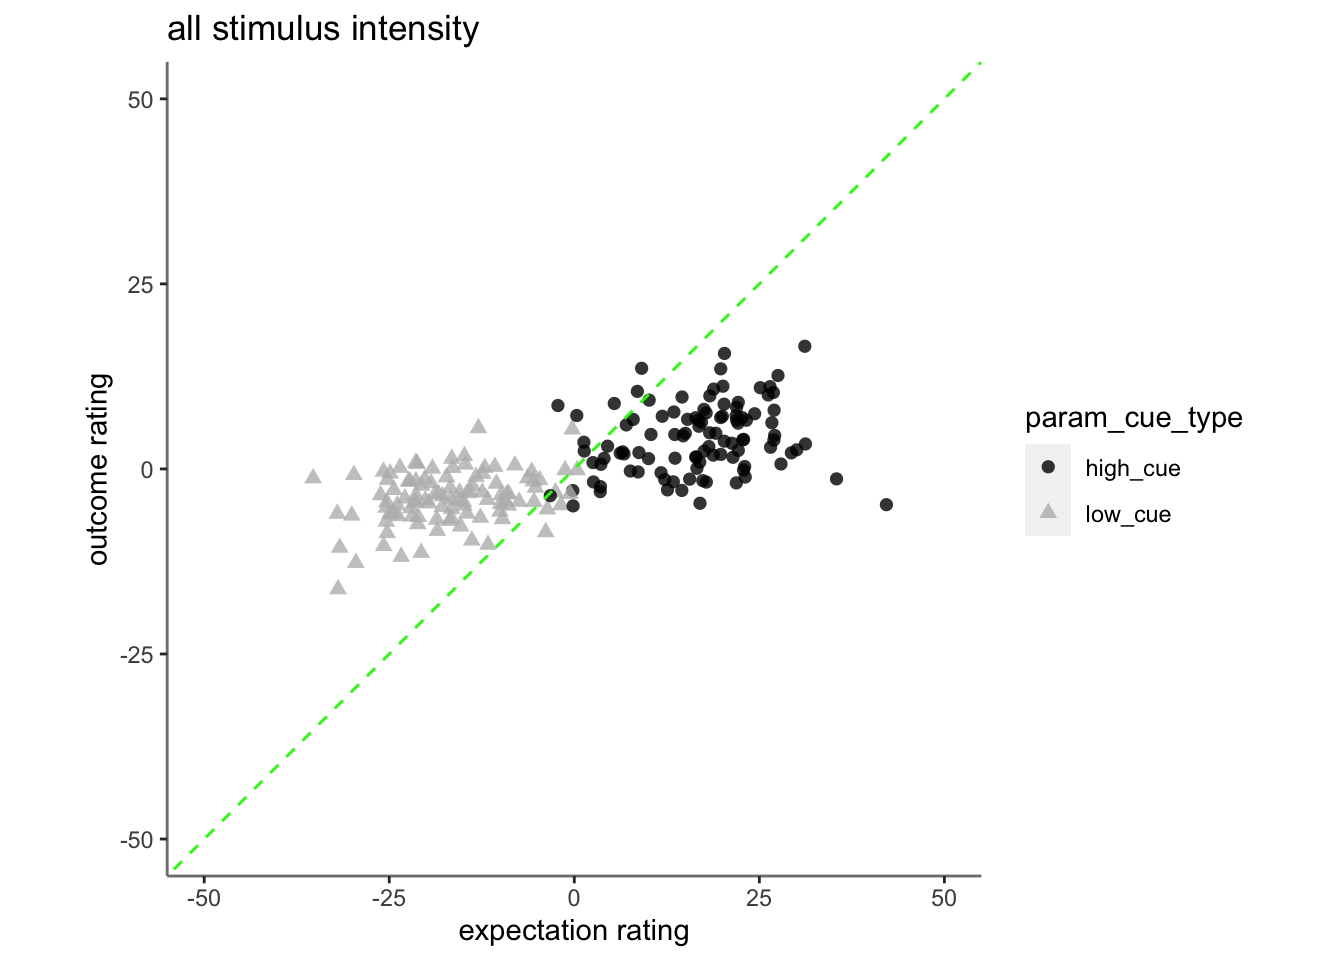 all stimulus intensity
50
25
0
-25
-50
outcome rating
-50
-25
0
25
50
expectation rating
param_cue_type
high_cue
low_cue